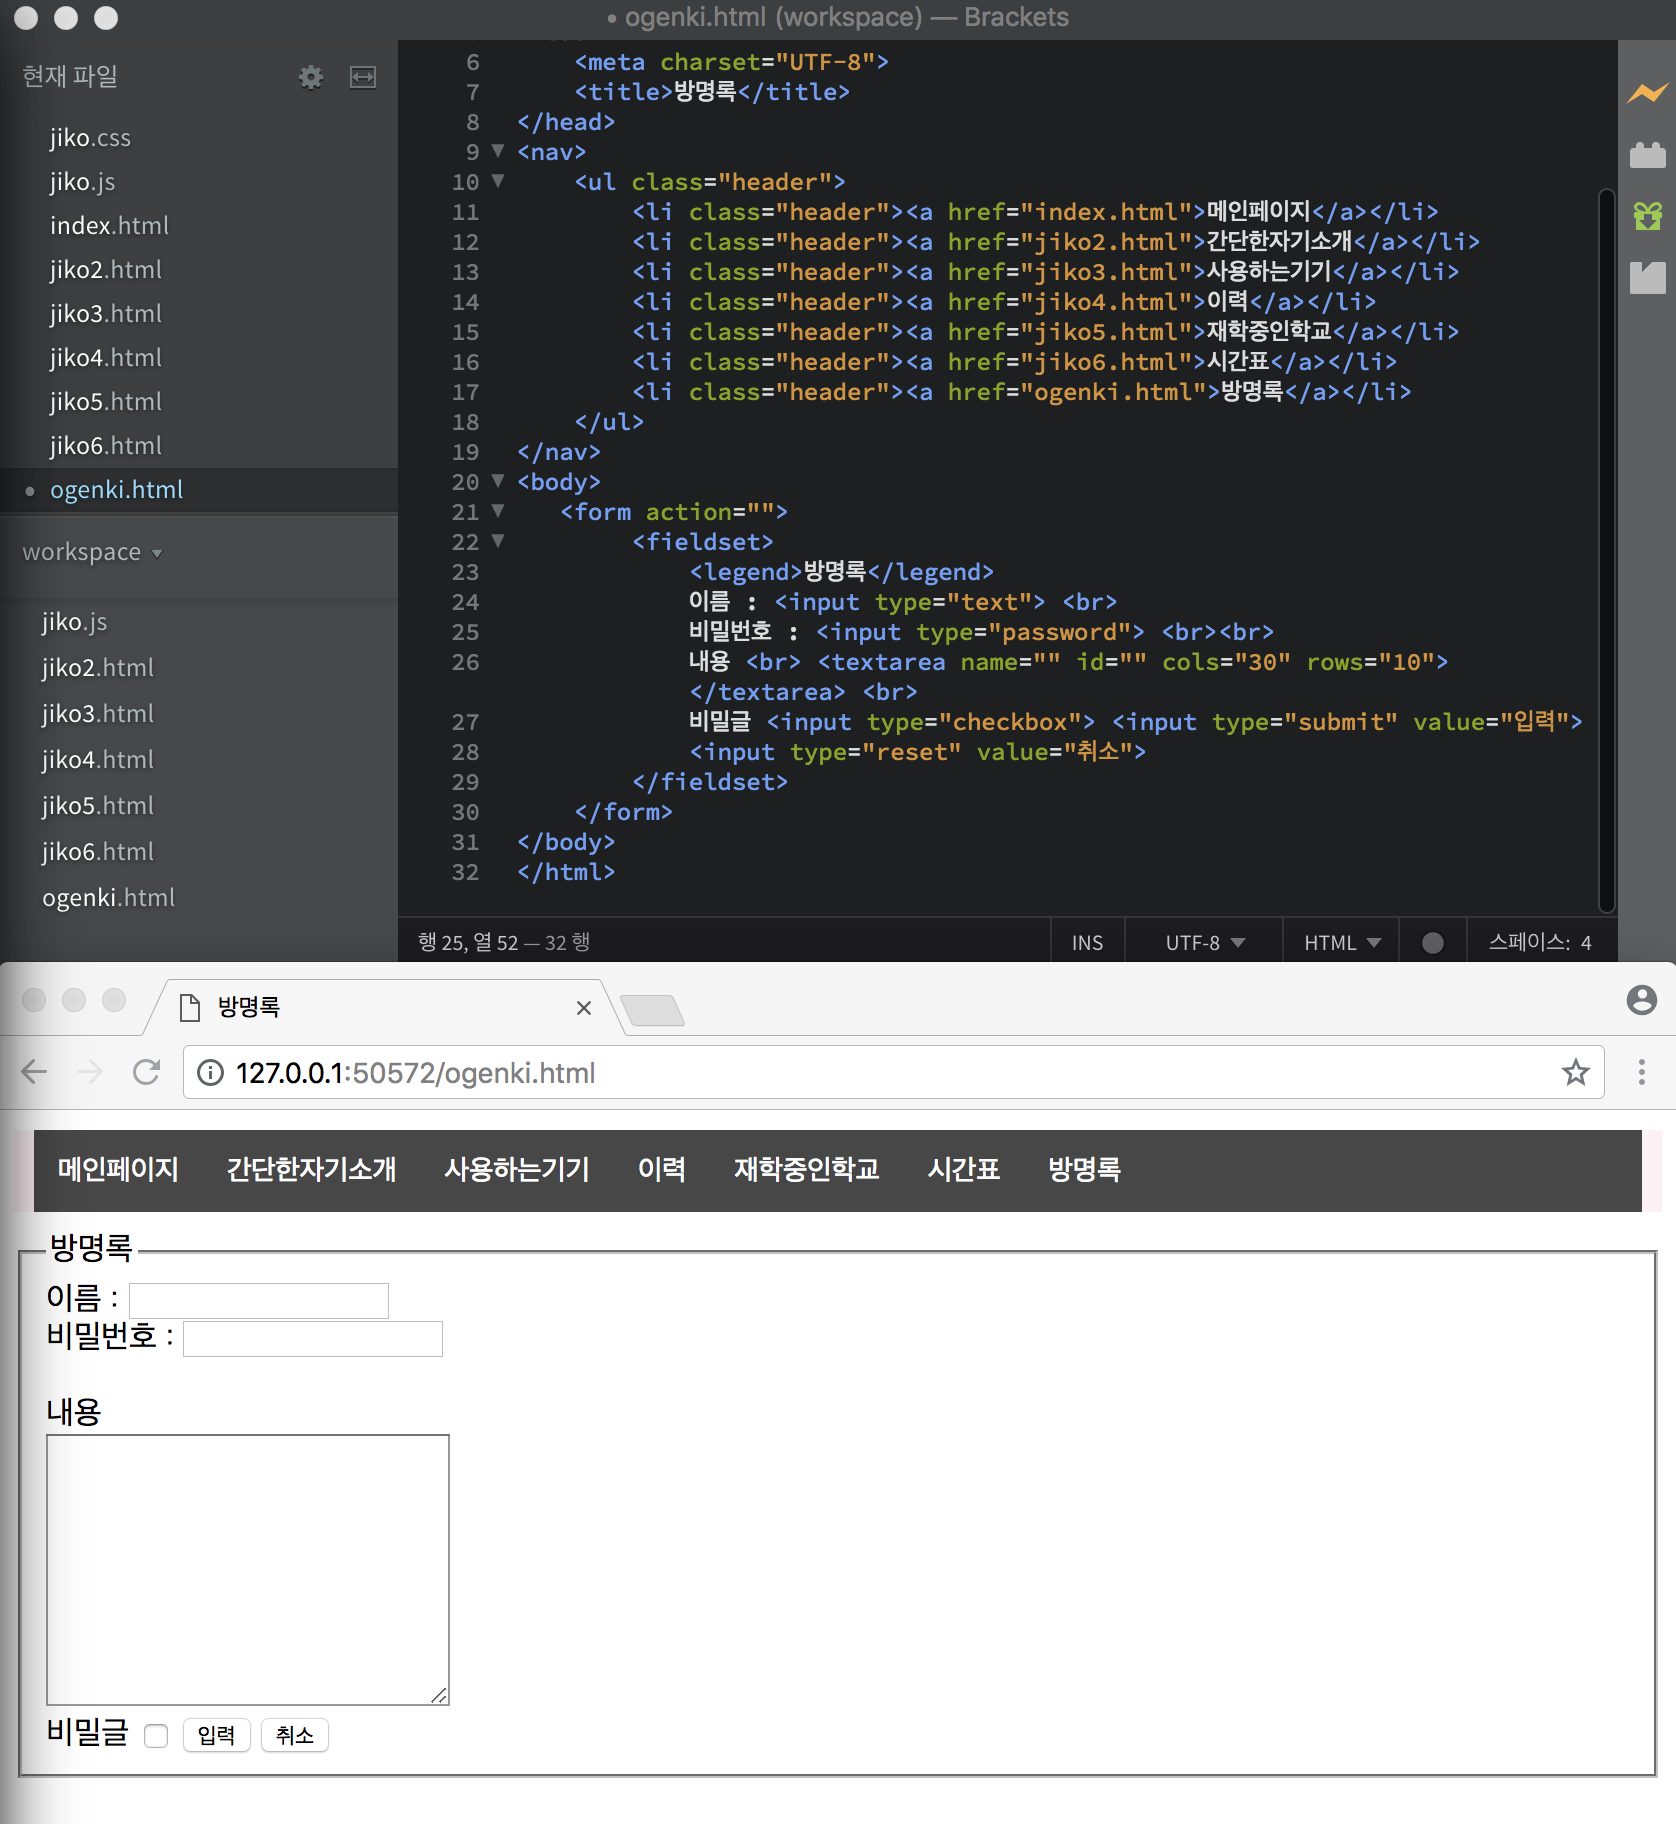 • ogenki.html (workspace) — Brackets
현재 파일
jiko.css
jiko.js
index.html
jiko2.html
jiko3.html
jiko4.html
jiko5.html
jiko6.html
• ogenki.html
workspace
jiko.js
jiko2.html
jiko3.html
jiko4.html
jiko5.html
jiko6.html
ogenki.html
6 <meta charset="UTF-8">
7 <title>방명록</title>
8 </head>
9 <nav>
10 <ul class="header">
11 <li class="header"><a href="index.html">메인페이지</a></li>
12 <li class="header"><a href="jiko2.html">간단한자기소개</a></li>
13 <li class="header"><a href="jiko3.html">사용하는기기</a></li>
14 <li class="header"><a href="jiko4.html">이력</a></li>
15 <li class="header"><a href="jiko5.html">재학중인학교</a></li>
16 <li class="header"><a href="jiko6.html">시간표</a></li>
17 <li class="header"><a href="ogenki.html">방명록</a></li>
18 </ul>
19 </nav>
20 <body>
21 <form action="">
22 <fieldset>
23 <legend>방명록</legend>
24 이름 : <input type="text"> <br>
25 비밀번호 : <input type="password"> <br><br>
26 내용 <br> <textarea name="" id="" cols="30" rows="10">
</textarea> <br>
27 비밀글 <input type="checkbox"> <input type="submit" value="입력">
28 <input type="reset" value="취소">
29 </fieldset>
30 </form>
31 </body>
32 </html>
행 25, 열 52 — 32 행 INS UTF-8 HTML 스페이스: 4
방명록
127.0.0.1:50572/ogenki.html
메인페이지 간단한자기소개 사용하는기기 이력 재학중인학교 시간표 방명록
방명록
이름 :
비밀번호 :
내용
비밀글 입력 취소